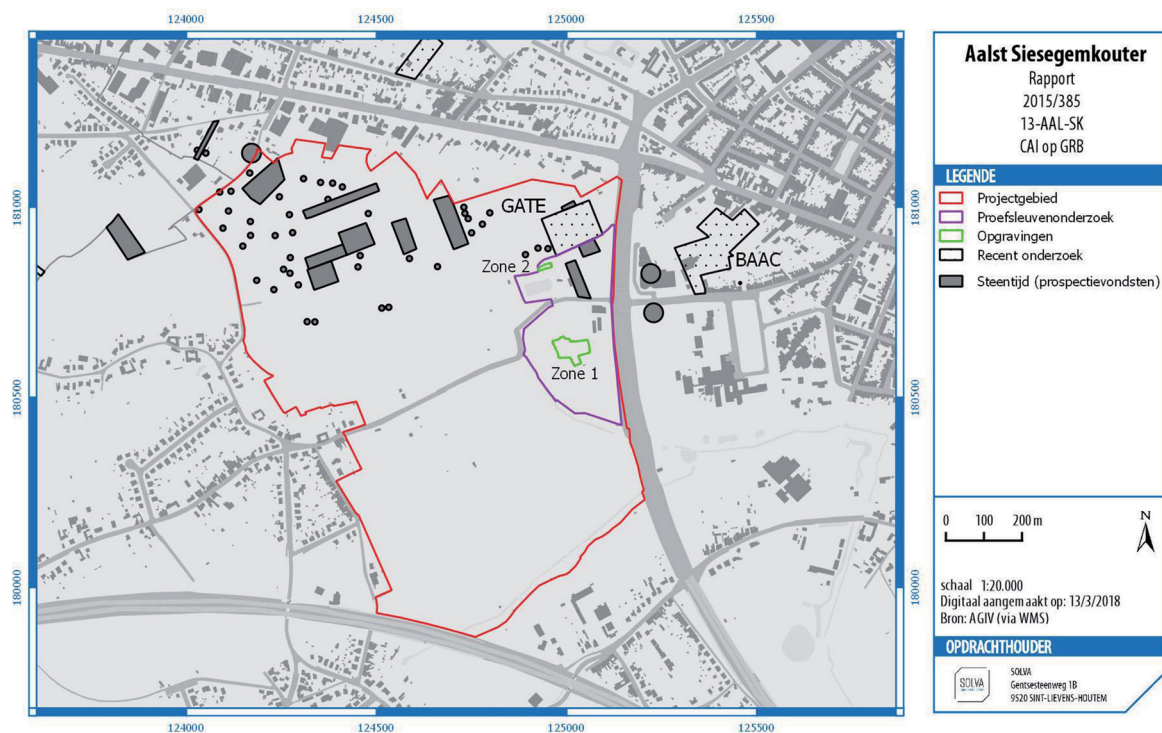 124000
124500
125000
125500
181000
180500
180000
181000
180500
180000
GATE
BAAC
Zone 2
Zone 1
124000
124500
125000
125500
Aalst Siesegemkouter
Rapport
2015/385
13-AAL-SK
CAI op GRB
LEGENDE
Projectgebied
Proefsleuvenonderzoek
Opgravingen
Recent onderzoek
Steentijd (prospectievondsten)
0 100 200 m
N
schaal 1:20.000
Digitaal aangemaakt op: 13/3/2018
Bron: AGIV (via WMS)
OPDRACHTHOUDER
SOLVA
SOLVA
Gentsesteenweg 1B
9520 SINT-LIEVENS-HOUTEM